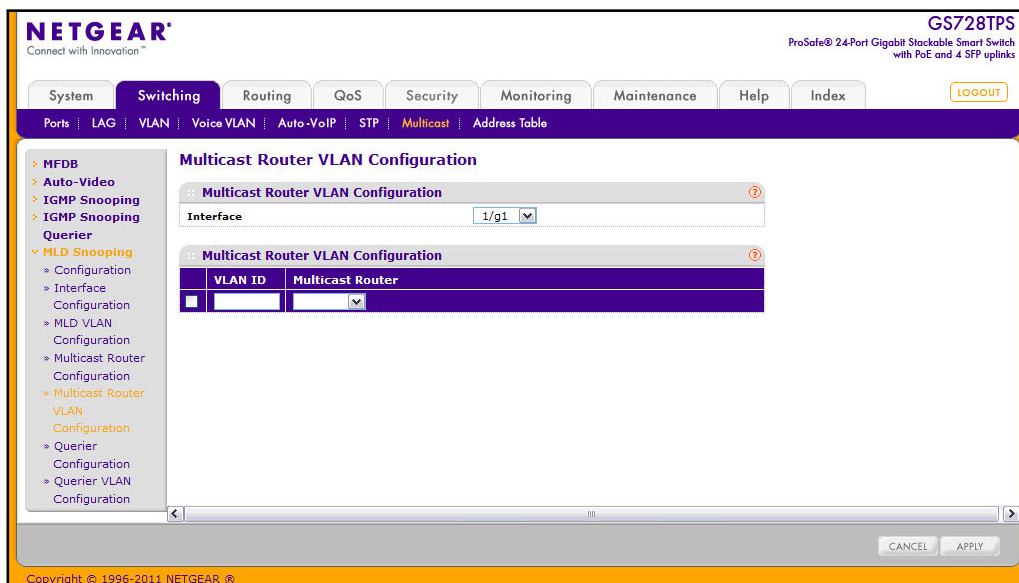 NETGEAR®
Connect with Innovation™
GS728TPS
ProSafe® 24-Port Gigabit Stackable Smart Switch
with PoE and 4 SFP uplinks
System Switching Routing QoS Security Monitoring Maintenance Help Index LOGOUT
Ports LAG VLAN Voice VLAN Auto-VoIP STP Multicast Address Table
MFDB
Auto-Video
IGMP Snooping
IGMP Snooping
Querier
MLD Snooping
» Configuration
» Interface
Configuration
» MLD VLAN
Configuration
» Multicast Router
Configuration
» Multicast Router
VLAN
Configuration
» Querier
Configuration
» Querier VLAN
Configuration
Multicast Router VLAN Configuration
Multicast Router VLAN Configuration ?
Interface 1/g1
Multicast Router VLAN Configuration ?
VLAN ID Multicast Router
CANCEL APPLY
Copyright © 1996-2011 NETGEAR ®